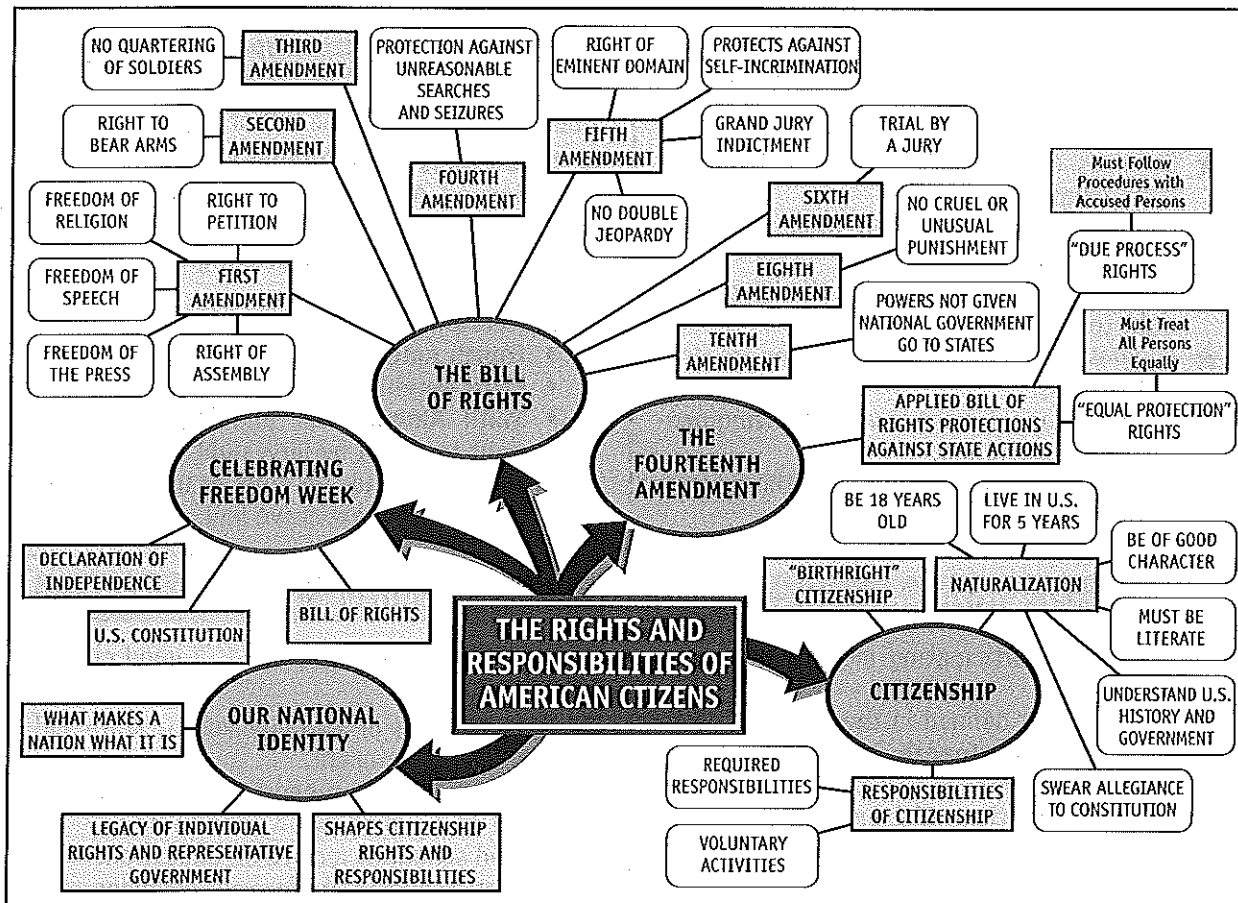 NO QUARTERING
OF SOLDIERS
THIRD
AMENDMENT
PROTECTION AGAINST
UNREASONABLE
SEARCHES
AND SEIZURES
RIGHT OF
EMINENT DOMAIN
PROTECTS AGAINST
SELF-INCRIMINATION
RIGHT TO
BEAR ARMS
SECOND
AMENDMENT
FOURTH
AMENDMENT
FIFTH
AMENDMENT
GRAND JURY
INDICTMENT
TRIAL BY
A JURY
NO DOUBLE
JEOPARDY
SIXTH
AMENDMENT
NO CRUEL OR
UNUSUAL
PUNISHMENT
EIGHTH
AMENDMENT
Must Follow
Procedures with
Accused Persons
"DUE PROCESS"
RIGHTS
FREEDOM OF
RELIGION
RIGHT TO
PETITION
FREEDOM OF
SPEECH
FIRST
AMENDMENT
FREEDOM OF
THE PRESS
RIGHT OF
ASSEMBLY
THE BILL
OF RIGHTS
TENTH
AMENDMENT
POWERS NOT GIVEN
NATIONAL GOVERNMENT
GO TO STATES
Must Treat
All Persons
Equally
"EQUAL PROTECTION"
RIGHTS
APPLIED BILL OF
RIGHTS PROTECTIONS
AGAINST STATE ACTIONS
THE
FOURTEENTH
AMENDMENT
CELEBRATING
FREEDOM WEEK
DECLARATION OF
INDEPENDENCE
U.S. CONSTITUTION
BILL OF RIGHTS
THE RIGHTS AND
RESPONSIBILITIES OF
AMERICAN CTIZENS
BE 18 YEARS
OLD
LIVE IN U.S.
FOR 5 YEARS
"BIRTHRIGHT"
CITIZENSHIP
NATURALIZATION
BE OF GOOD
CHARACTER
MUST BE
LITERATE
UNDERSTAND U.S.
HISTORY AND
GOVERNMENT
SWEAR ALLEGIANCE
TO CONSTITUTION
CITIZENSHIP
REQUIRED
RESPONSIBILITIES
RESPONSIBILITIES
OF CITIZENSHIP
VOLUNTARY
ACTIVITIES
OUR NATIONAL
IDENTITY
WHAT MAKES A
NATION WHAT IT IS
LEGACY OF INDIVIDUAL
RIGHTS AND REPRESENTATIVE
GOVERNMENT
SHAPES CITIZENSHIP
RIGHTS AND
RESPONSIBILITIES